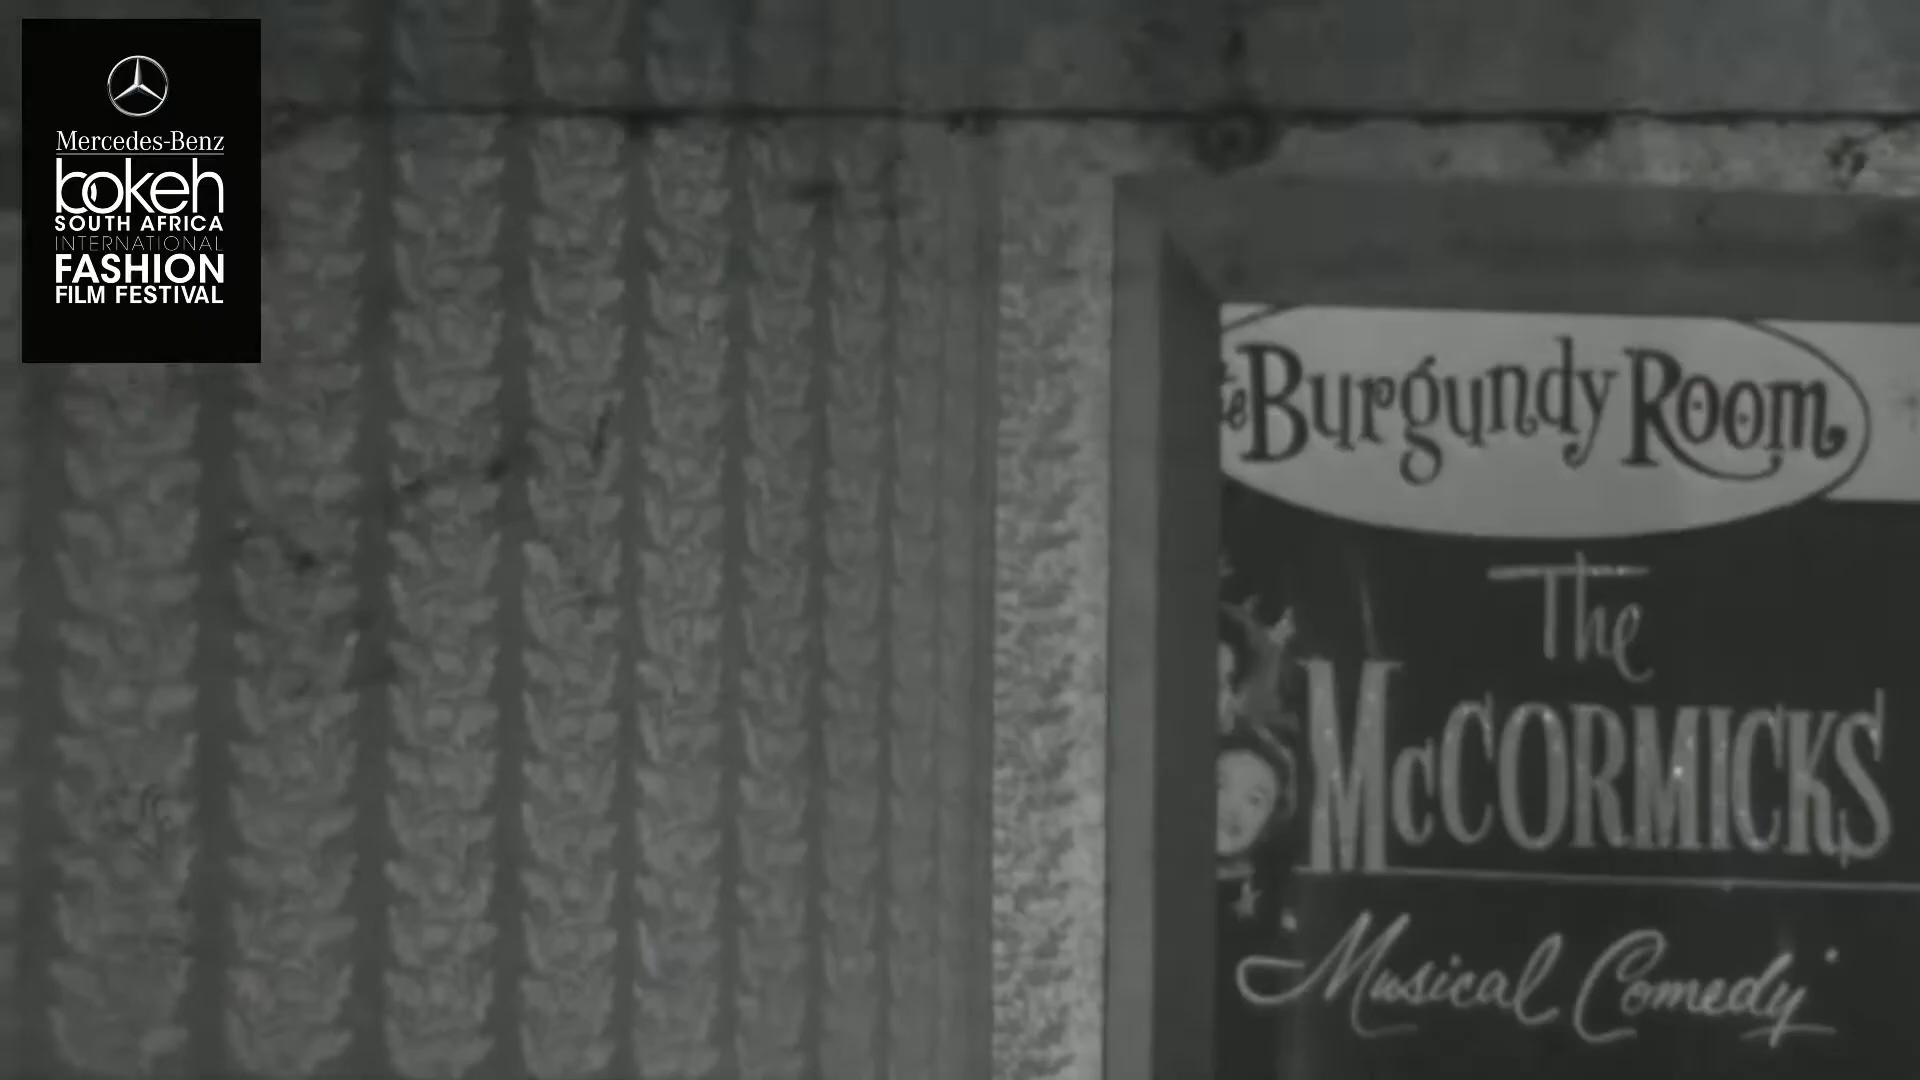 Mercedes-Benz
bokeh
SOUTH AFRICA
INTERNATIONAL
FASHION
FILM FESTIVAL
Burgundy Room
The
McCORMICKS
Musical Comedy